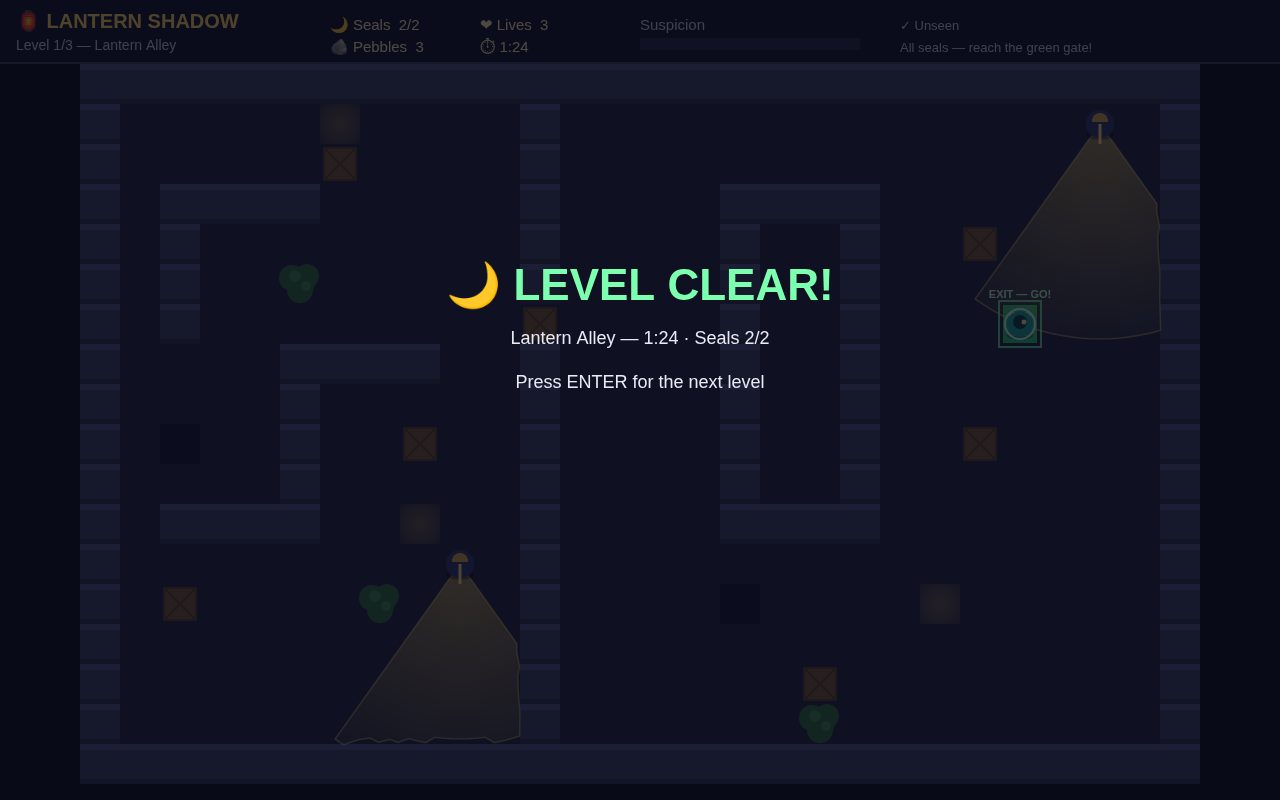 🏮 LANTERN SHADOW
Level 1/3 — Lantern Alley
🌙 Seals 2/2
🪨 Pebbles 3
❤ Lives 3
⏱ 1:24
Suspicion
✓ Unseen
All seals — reach the green gate!
EXIT — GO!
🌙 LEVEL CLEAR!
Lantern Alley — 1:24 · Seals 2/2
Press ENTER for the next level